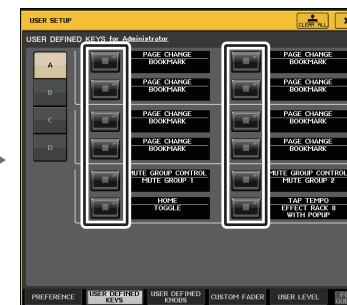 USER SETUP
CLEAR ALL
USER DEFINED KEYS for Administrator
A
PAGE CHANGE
BOOKMARK
PAGE CHANGE
BOOKMARK
B
PAGE CHANGE
BOOKMARK
PAGE CHANGE
BOOKMARK
C
PAGE CHANGE
BOOKMARK
PAGE CHANGE
BOOKMARK
D
PAGE CHANGE
BOOKMARK
PAGE CHANGE
BOOKMARK
MUTE GROUP CONTROL
MUTE GROUP 1
MUTE GROUP CONTROL
MUTE GROUP 2
HOME
TOGGLE
TAP TEMPO
EFFECT RACK 8
WITH POPUP
PREFERENCE
USER DEFINED
KEYS
USER DEFINED
KNOBS
CUSTOM FADER
USER LEVEL